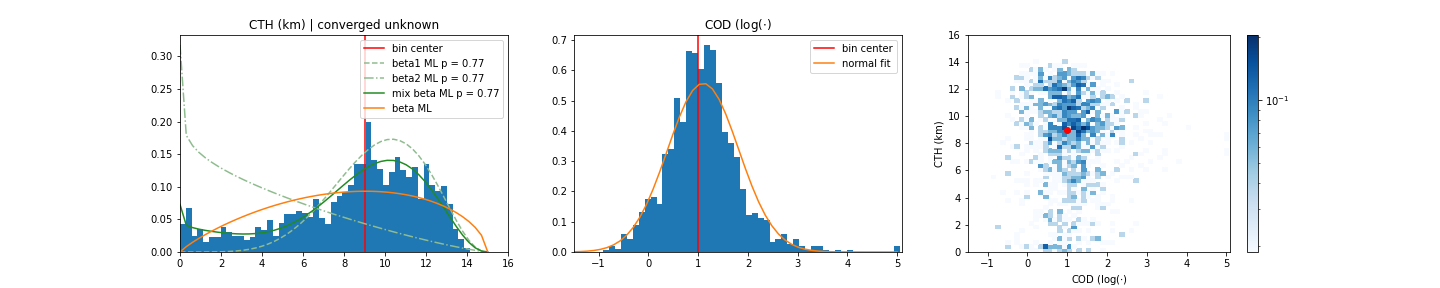 CTH (km) | converged unknown
0.30
0.25
0.20
0.15
0.10
0.05
0.00
0 2 4 6 8 10 12 14 16
bin center
beta1 ML p = 0.77
beta2 ML p = 0.77
mix beta ML p = 0.77
beta ML
COD (log(·)
0.7
0.6
0.5
0.4
0.3
0.2
0.1
0.0
−1 0 1 2 3 4 5
bin center
normal fit
CTH (km)
16
14
12
10
8
6
4
2
0
−1 0 1 2 3 4 5
COD (log(·)
10⁻¹